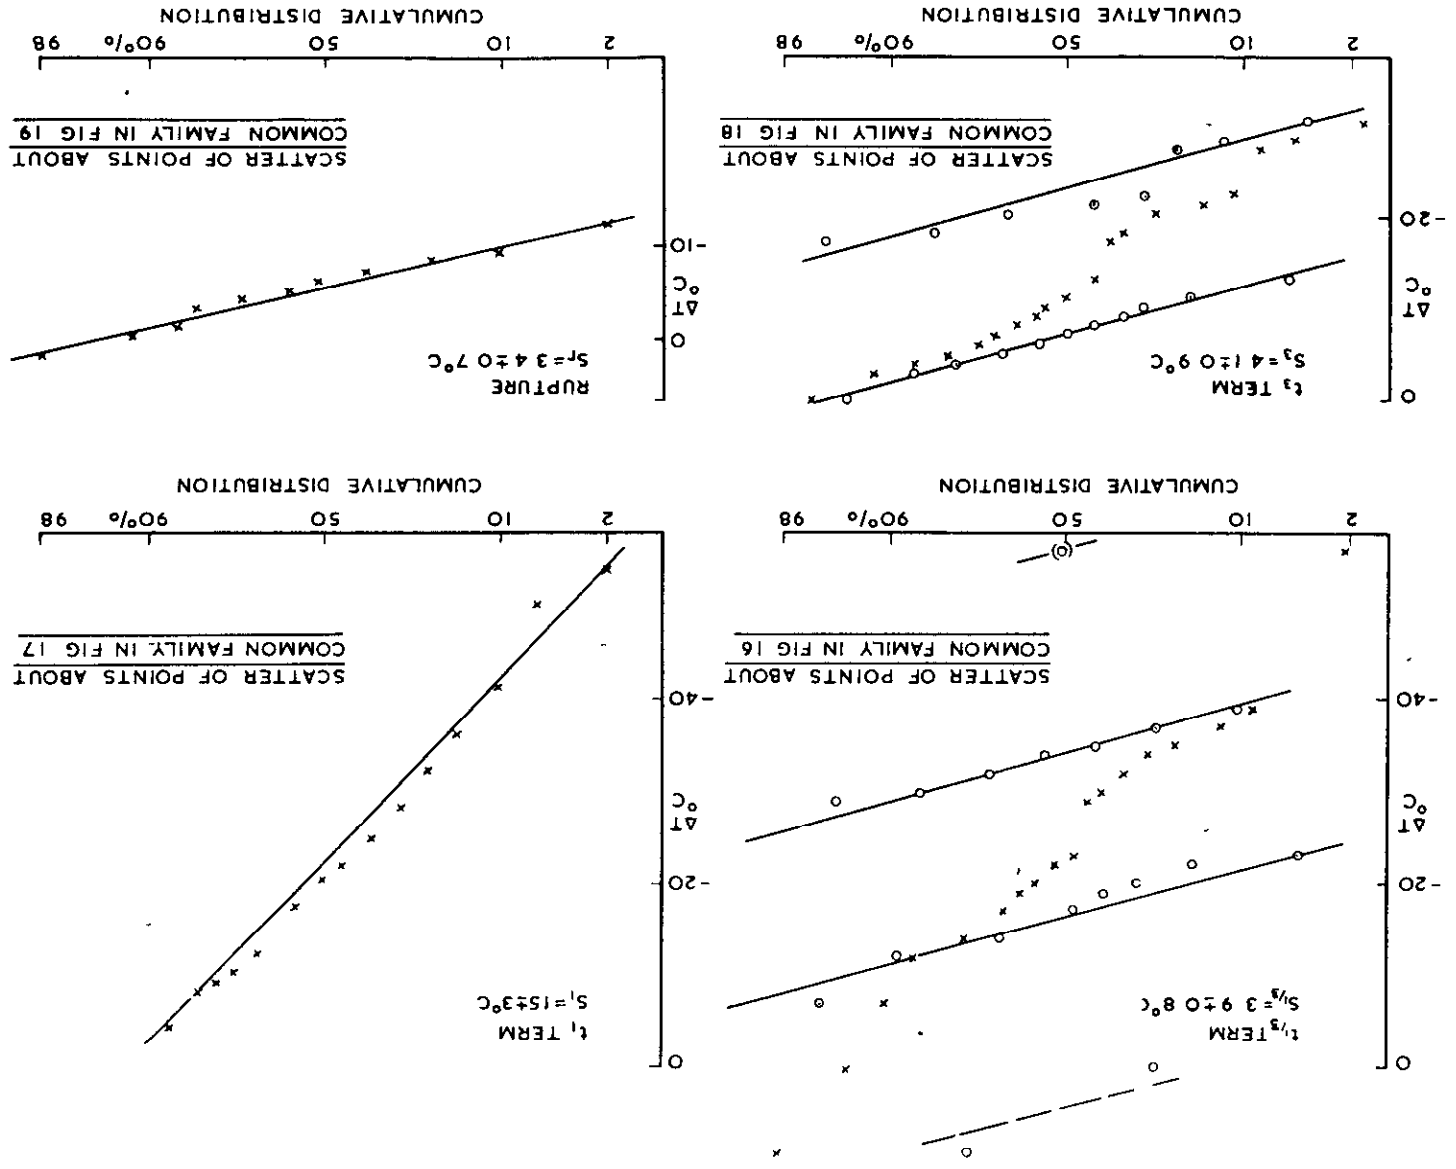 t₁/₃ TERM
S₁/₃= 3 9±0 8°C
0
ΔT
°C
-20
-40
SCATTER OF POINTS ABOUT
COMMON FAMILY IN FIG 16
2 10 50 90% 98
CUMULATIVE DISTRIBUTION
t₁ TERM
S₁=15±3°C
0
-20
ΔT
°C
-40
SCATTER OF POINTS ABOUT
COMMON FAMILY IN FIG 17
2 10 50 90% 98
CUMULATIVE DISTRIBUTION
t₃ TERM
S₃=4 1±0 9°C
0
ΔT
°C
-20
SCATTER OF POINTS ABOUT
COMMON FAMILY IN FIG 18
2 10 50 90% 98
CUMULATIVE DISTRIBUTION
RUPTURE
Sr=3 4±0 7°C
0
ΔT
°C
-10
SCATTER OF POINTS ABOUT
COMMON FAMILY IN FIG 19
2 10 50 90% 98
CUMULATIVE DISTRIBUTION